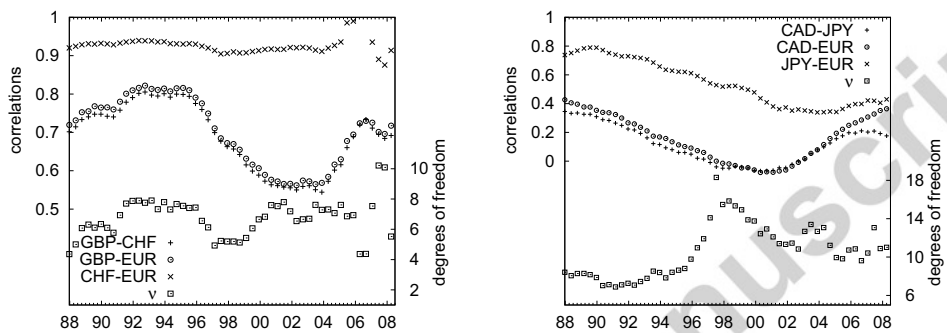 1
0.9
0.8
0.7
0.6
0.5
correlations
10
8
6
4
2
degrees of freedom
GBP-CHF
GBP-EUR
CHF-EUR
ν
88 90 92 94 96 98 00 02 04 06 08
1
0.8
0.6
0.4
0.2
0
correlations
CAD-JPY
CAD-EUR
JPY-EUR
ν
18
14
10
6
degrees of freedom
88 90 92 94 96 98 00 02 04 06 08
nuscrip